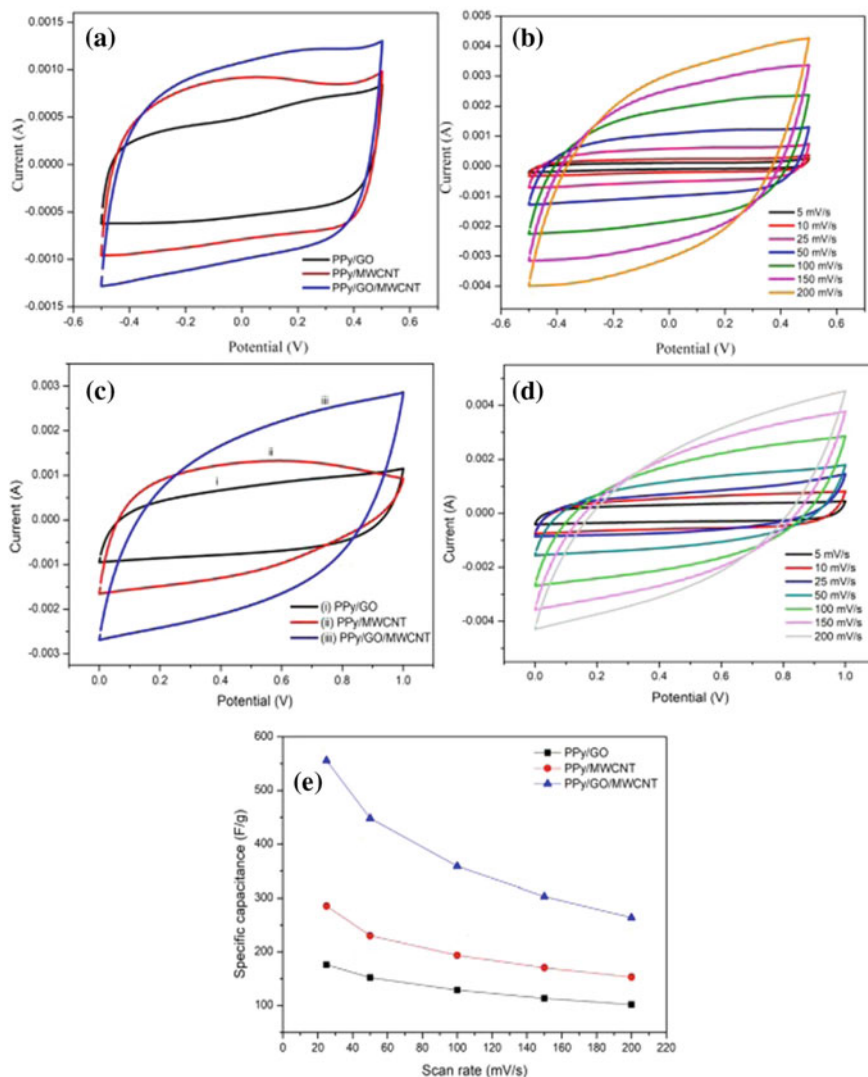 (a)
Current (A)
0.0015
0.0010
0.0005
0.0000
-0.0005
-0.0010
-0.0015
PPy/GO
PPy/MWCNT
PPy/GO/MWCNT
-0.6 -0.4 -0.2 0.0 0.2 0.4 0.6
Potential (V)
(b)
Current (A)
0.005
0.004
0.003
0.002
0.001
0.000
-0.001
-0.002
-0.003
-0.004
5 mV/s
10 mV/s
25 mV/s
50 mV/s
100 mV/s
150 mV/s
200 mV/s
-0.6 -0.4 -0.2 0.0 0.2 0.4 0.6
Potential (V)
(c)
Current (A)
0.003
0.002
0.001
0.000
-0.001
-0.002
-0.003
iii
ii
i
(i) PPy/GO
(ii) PPy/MWCNT
(iii) PPy/GO/MWCNT
0.0 0.2 0.4 0.6 0.8 1.0
Potential (V)
(d)
Current (A)
0.004
0.002
0.000
-0.002
-0.004
5 mV/s
10 mV/s
25 mV/s
50 mV/s
100 mV/s
150 mV/s
200 mV/s
0.0 0.2 0.4 0.6 0.8 1.0
Potential (V)
(e)
Specific capacitance (F/g)
600
500
400
300
200
100
PPy/GO
PPy/MWCNT
PPy/GO/MWCNT
0 20 40 60 80 100 120 140 160 180 200 220
Scan rate (mV/s)